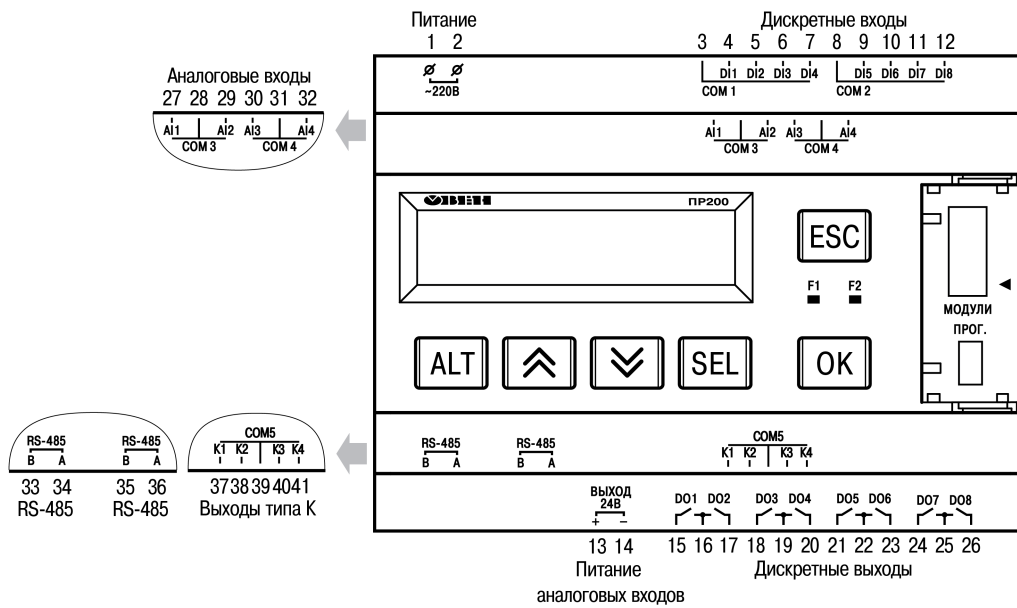 Питание
1 2
~220В
Дискретные входы
3 4 5 6 7 8 9 10 11 12
DI1 DI2 DI3 DI4 DI5 DI6 DI7 DI8
COM 1 COM 2
Аналоговые входы
27 28 29 30 31 32
AI1 AI2 AI3 AI4
COM 3 COM 4
AI1 AI2 AI3 AI4
COM 3 COM 4
ОВЕН ПР200
ESC
F1 F2
МОДУЛИ
ПРОГ.
ALT SEL OK
RS-485 RS-485
B A B A
33 34 35 36
RS-485 RS-485
COM5
K1 K2 K3 K4
37 38 39 40 41
Выходы типа К
RS-485 RS-485
B A B A
COM5
K1 K2 K3 K4
ВЫХОД
24В
+ −
DO1 DO2 DO3 DO4 DO5 DO6 DO7 DO8
13 14 15 16 17 18 19 20 21 22 23 24 25 26
Питание
аналоговых входов
Дискретные выходы